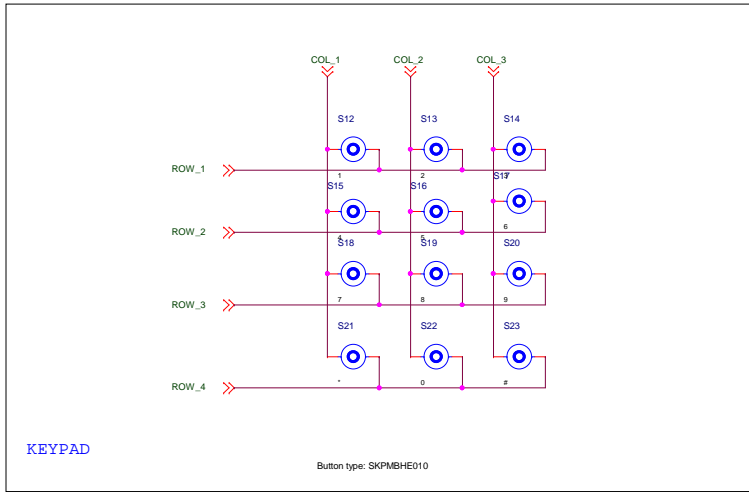 COL_1 COL_2 COL_3
S12 S13 S14
ROW_1
1 2 3
S15 S16 S17
ROW_2
4 5 6
S18 S19 S20
ROW_3
7 8 9
S21 S22 S23
ROW_4
* 0 #
KEYPAD
Button type: SKPMBHE010